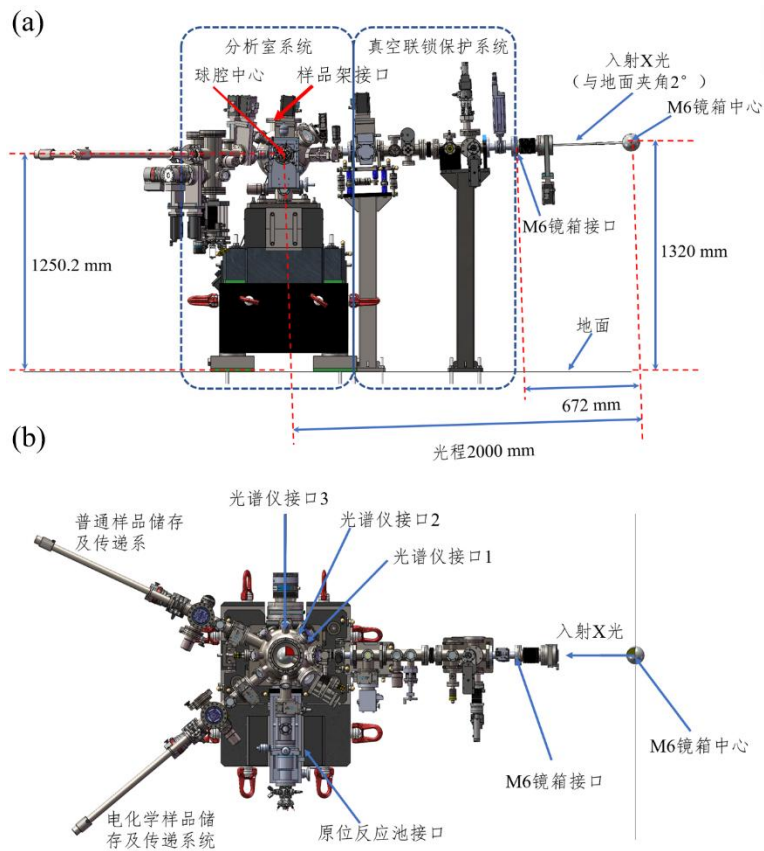 (a)
分析室系统
真空联锁保护系统
球腔中心
样品架接口
入射X光
（与地面夹角2°）
M6镜箱中心
M6镜箱接口
1250.2 mm
1320 mm
地面
672 mm
光程2000 mm
(b)
光谱仪接口3
光谱仪接口2
光谱仪接口1
普通样品储存
及传递系
入射X光
M6镜箱中心
M6镜箱接口
电化学样品储
存及传递系统
原位反应池接口